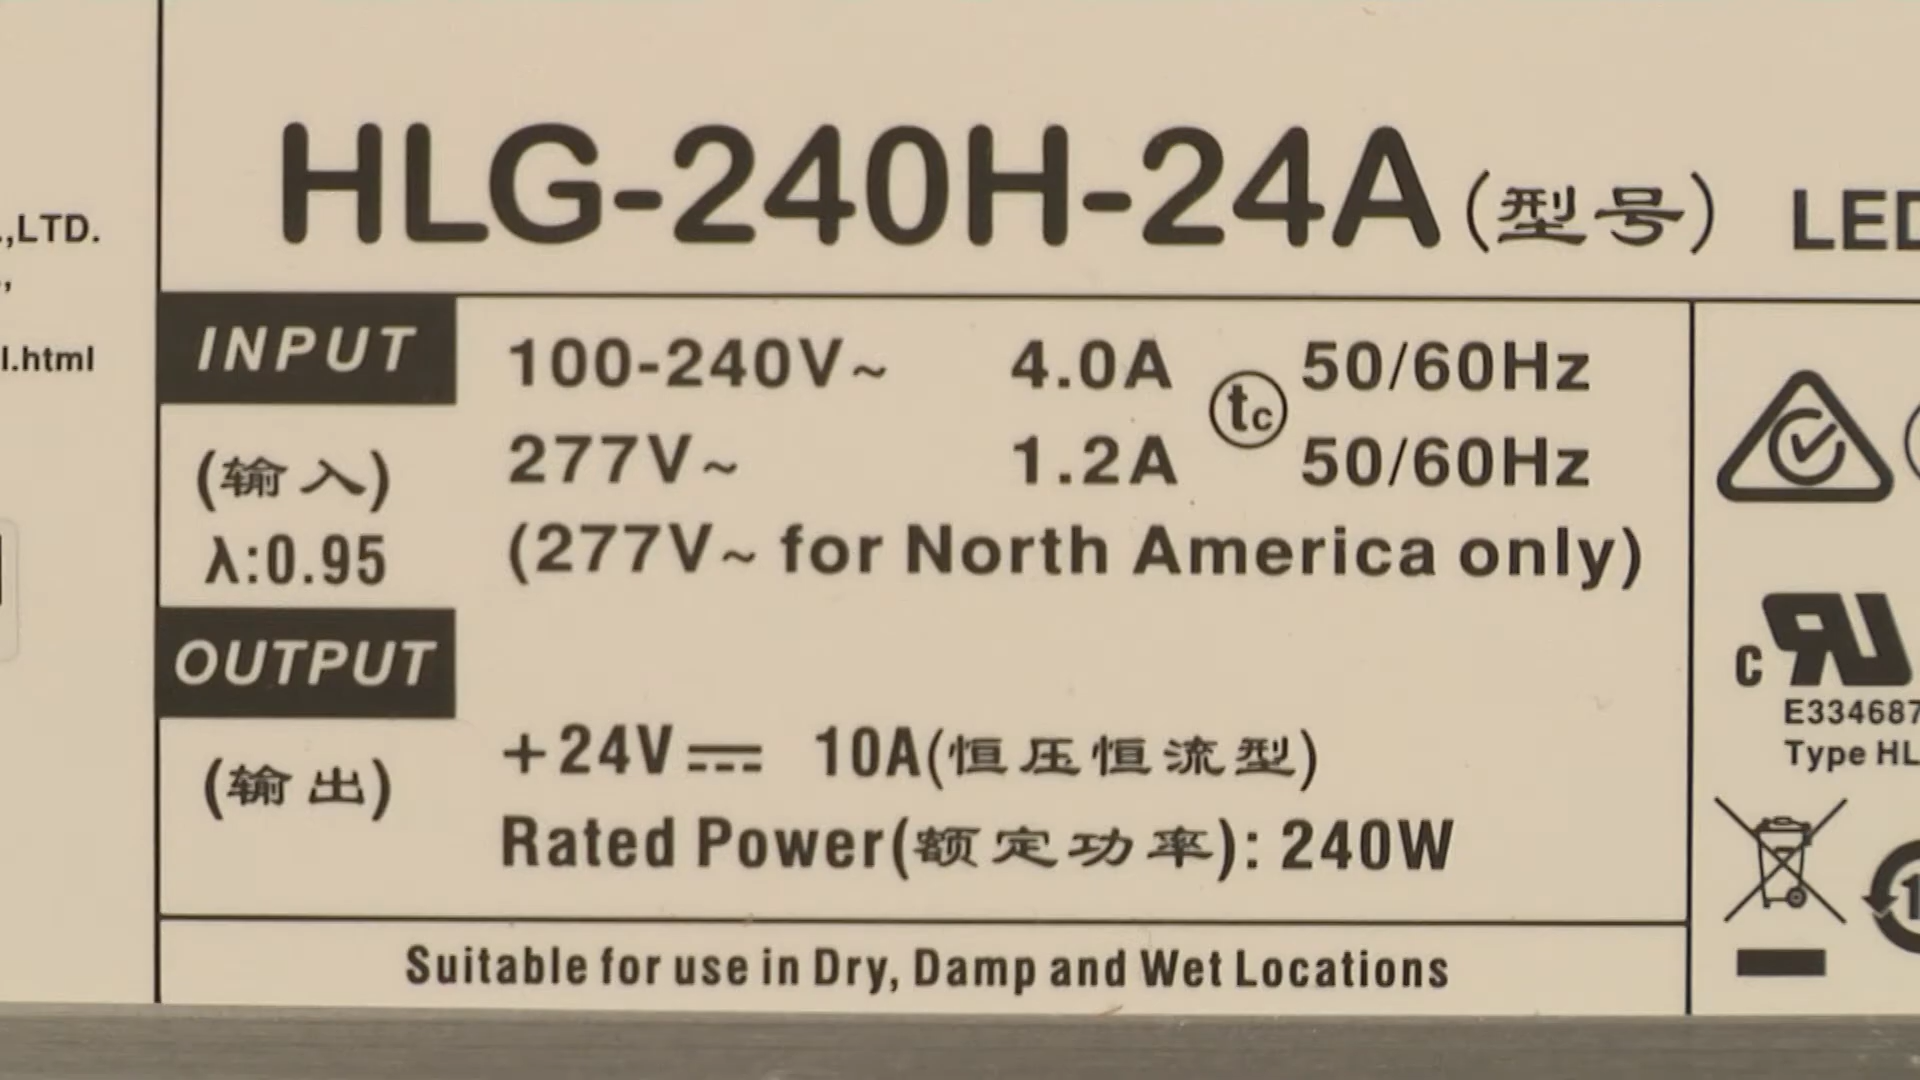 .,LTD.
,
l.html
HLG-240H-24A(型号) LED
INPUT
(输入)
λ:0.95
100-240V~ 4.0A tc 50/60Hz
277V~ 1.2A 50/60Hz
(277V~ for North America only)
OUTPUT
(输出)
+24V⎓ 10A(恒压恒流型)
Rated Power(额定功率): 240W
Suitable for use in Dry, Damp and Wet Locations
c RU
E334687
Type HL
1